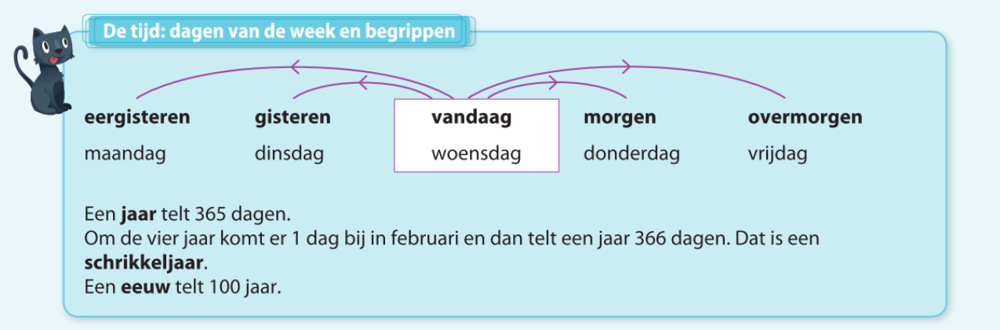 De tijd: dagen van de week en begrippen
eergisteren gisteren vandaag morgen overmorgen
maandag dinsdag woensdag donderdag vrijdag
Een jaar telt 365 dagen.
Om de vier jaar komt er 1 dag bij in februari en dan telt een jaar 366 dagen. Dat is een
schrikkeljaar.
Een eeuw telt 100 jaar.